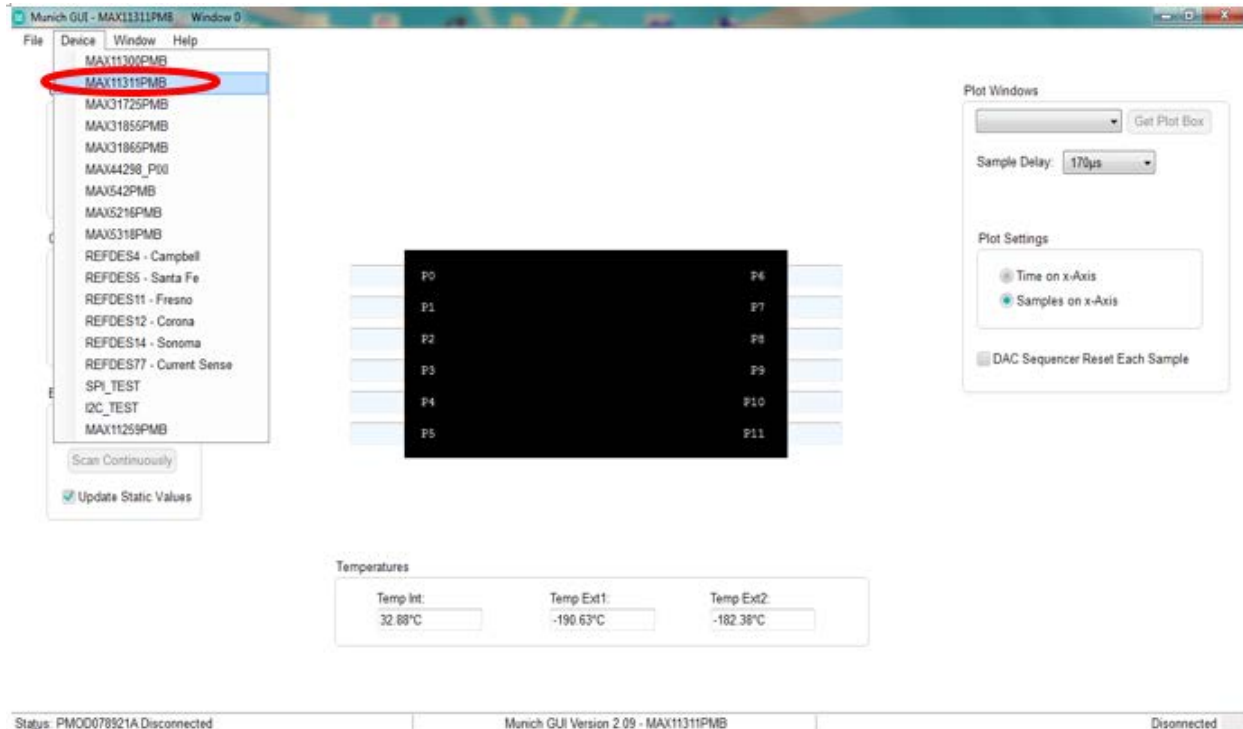 Munich GUI - MAX11311PMB Window 0
File Device Window Help
MAX11300PMB
MAX11311PMB
MAX31725PMB
MAX31855PMB
MAX31865PMB
MAX44298_PIXI
MAX542PMB
MAX5216PMB
MAX5318PMB
REFDES4 - Campbell
REFDES5 - Santa Fe
REFDES11 - Fresno
REFDES12 - Corona
REFDES14 - Sonoma
REFDES77 - Current Sense
SPI_TEST
I2C_TEST
MAX11259PMB
Scan Continuously
Update Static Values
P0 P6
P1 P7
P2 P8
P3 P9
P4 P10
P5 P11
Plot Windows
Get Plot Box
Sample Delay: 170µs
Plot Settings
Time on x-Axis
Samples on x-Axis
DAC Sequencer Reset Each Sample
Temperatures
Temp Int: Temp Ext1: Temp Ext2:
32.88°C -190.63°C -182.38°C
Status: PMOD078921A Disconnected Munich GUI Version 2.09 - MAX11311PMB Disonnected